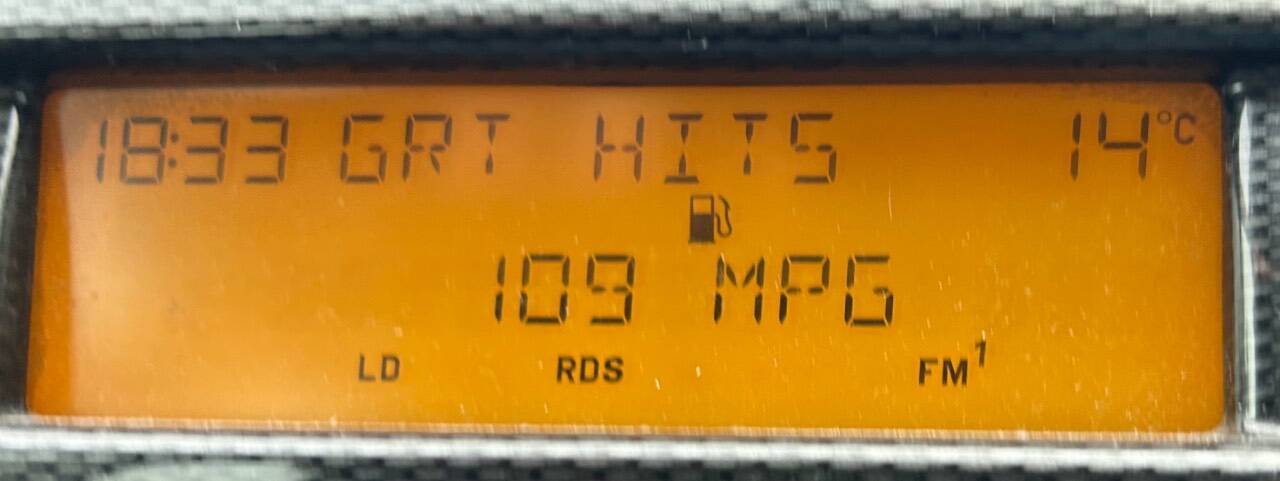 18:33 GRT HITS 14°C
109 MPG
LD RDS FM1